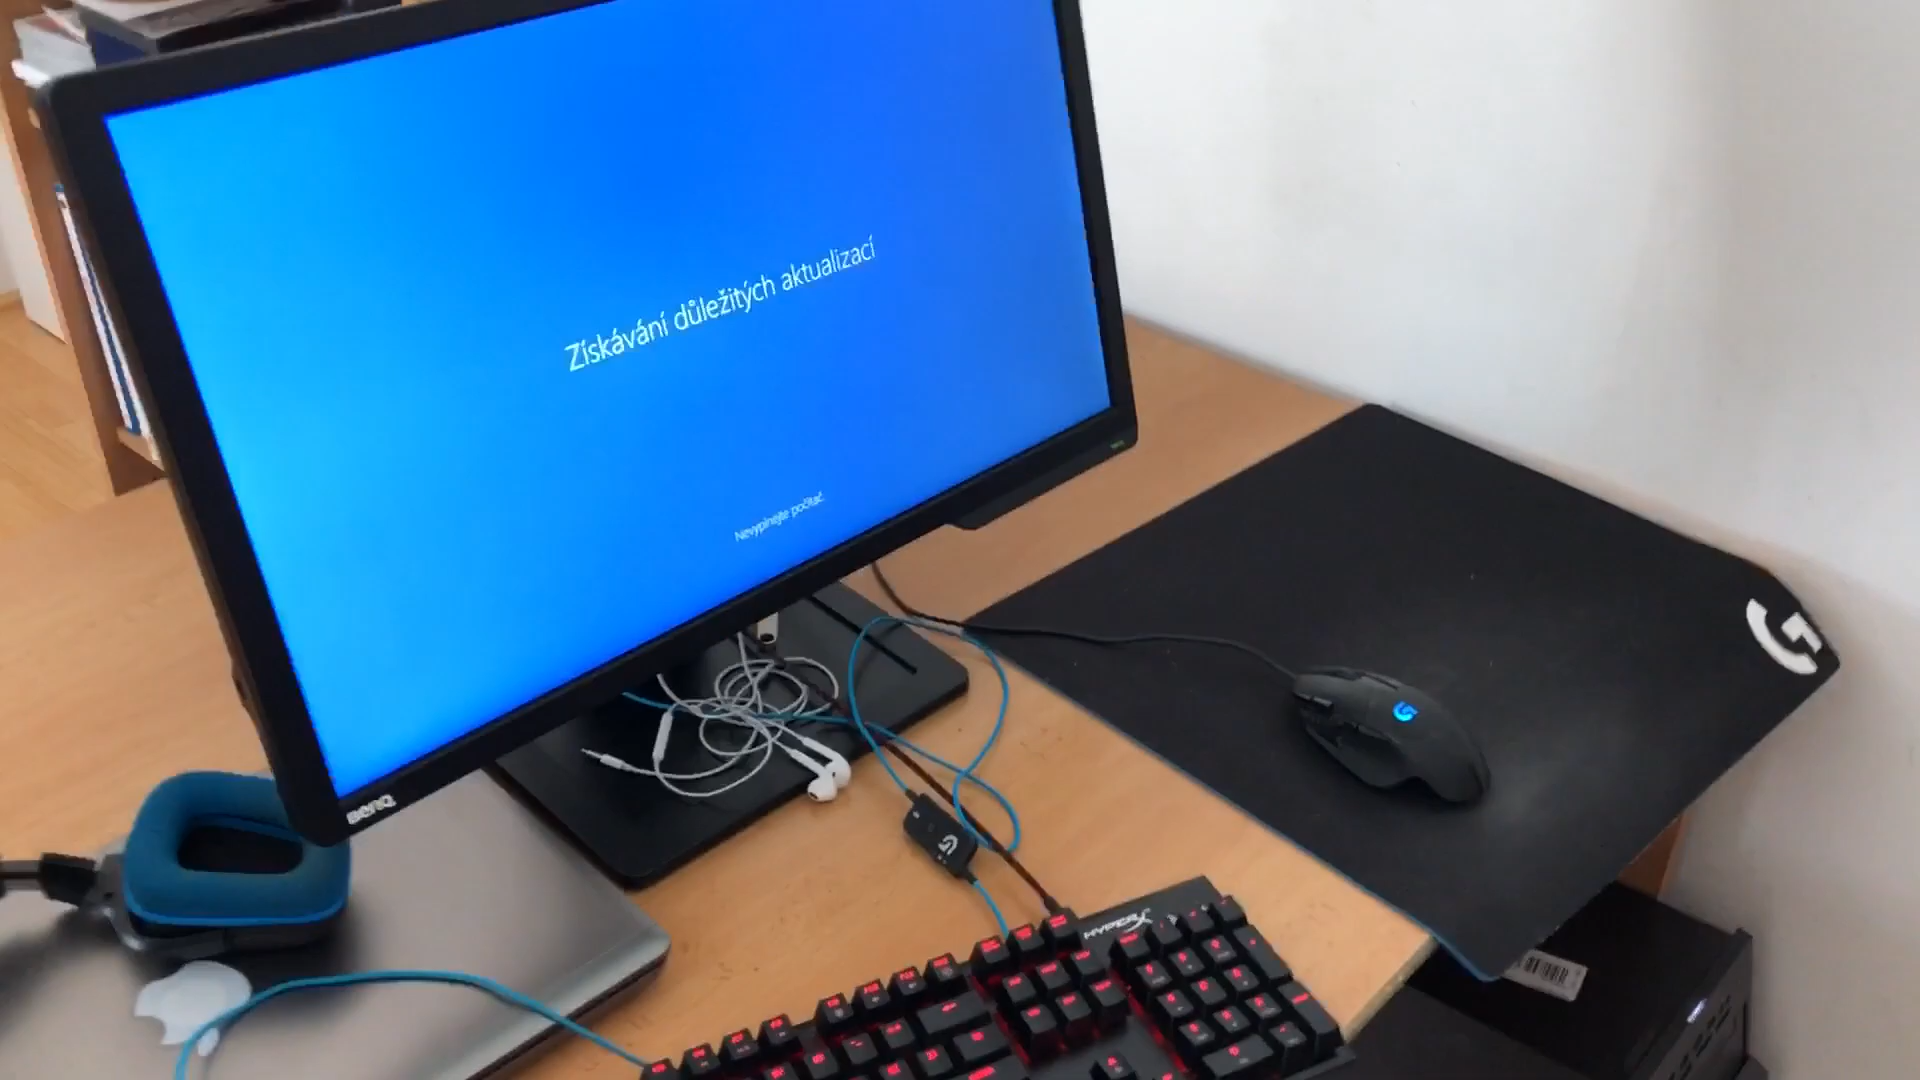 Získávání důležitých aktualizací
Nevypínejte počítač.
BenQ
HYPERX